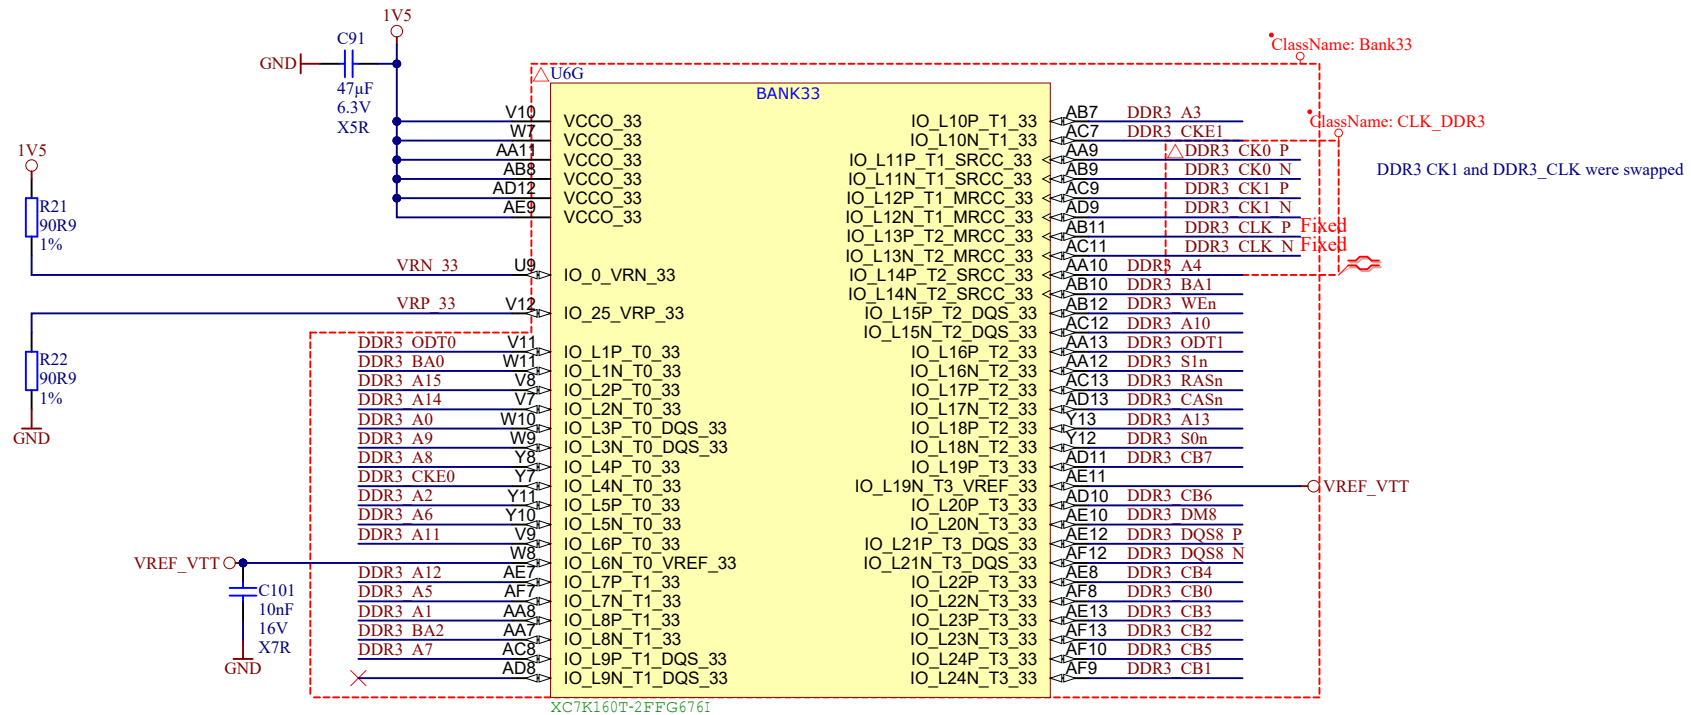 1V5
C91
GND
47µF
6.3V
X5R
ClassName: Bank33
U6G
BANK33
V10 VCCO_33
W7 VCCO_33
AA11 VCCO_33
AB8 VCCO_33
AD12 VCCO_33
AE9 VCCO_33
1V5
R21
90R9
1%
VRN_33 U9 IO_0_VRN_33
VRP_33 V12 IO_25_VRP_33
R22
90R9
1%
GND
DDR3_ODT0 V11 IO_L1P_T0_33
DDR3_BA0 W11 IO_L1N_T0_33
DDR3_A15 V8 IO_L2P_T0_33
DDR3_A14 V7 IO_L2N_T0_33
DDR3_A0 W10 IO_L3P_T0_DQS_33
DDR3_A9 W9 IO_L3N_T0_DQS_33
DDR3_A8 Y8 IO_L4P_T0_33
DDR3_CKE0 Y7 IO_L4N_T0_33
DDR3_A2 Y11 IO_L5P_T0_33
DDR3_A6 Y10 IO_L5N_T0_33
DDR3_A11 V9 IO_L6P_T0_33
VREF_VTT W8 IO_L6N_T0_VREF_33
DDR3_A12 AE7 IO_L7P_T1_33
DDR3_A5 AF7 IO_L7N_T1_33
DDR3_A1 AA8 IO_L8P_T1_33
DDR3_BA2 AA7 IO_L8N_T1_33
DDR3_A7 AC8 IO_L9P_T1_DQS_33
AD8 IO_L9N_T1_DQS_33
C101
10nF
16V
X7R
GND
IO_L10P_T1_33 AB7 DDR3_A3
IO_L10N_T1_33 AC7 DDR3_CKE1
IO_L11P_T1_SRCC_33 AA9 DDR3_CK0_P
IO_L11N_T1_SRCC_33 AB9 DDR3_CK0_N
IO_L12P_T1_MRCC_33 AC9 DDR3_CK1_P
IO_L12N_T1_MRCC_33 AD9 DDR3_CK1_N
IO_L13P_T2_MRCC_33 AB11 DDR3_CLK_P Fixed
IO_L13N_T2_MRCC_33 AC11 DDR3_CLK_N Fixed
IO_L14P_T2_SRCC_33 AA10 DDR3_A4
IO_L14N_T2_SRCC_33 AB10 DDR3_BA1
IO_L15P_T2_DQS_33 AB12 DDR3_WEn
IO_L15N_T2_DQS_33 AC12 DDR3_A10
IO_L16P_T2_33 AA13 DDR3_ODT1
IO_L16N_T2_33 AA12 DDR3_S1n
IO_L17P_T2_33 AC13 DDR3_RASn
IO_L17N_T2_33 AD13 DDR3_CASn
IO_L18P_T2_33 Y13 DDR3_A13
IO_L18N_T2_33 Y12 DDR3_S0n
IO_L19P_T3_33 AD11 DDR3_CB7
IO_L19N_T3_VREF_33 AE11 VREF_VTT
IO_L20P_T3_33 AD10 DDR3_CB6
IO_L20N_T3_33 AE10 DDR3_DM8
IO_L21P_T3_DQS_33 AE12 DDR3_DQS8_P
IO_L21N_T3_DQS_33 AF12 DDR3_DQS8_N
IO_L22P_T3_33 AE8 DDR3_CB4
IO_L22N_T3_33 AF8 DDR3_CB0
IO_L23P_T3_33 AE13 DDR3_CB3
IO_L23N_T3_33 AF13 DDR3_CB2
IO_L24P_T3_33 AF10 DDR3_CB5
IO_L24N_T3_33 AF9 DDR3_CB1
ClassName: CLK_DDR3
DDR3 CK1 and DDR3_CLK were swapped
XC7K160T-2FFG676I